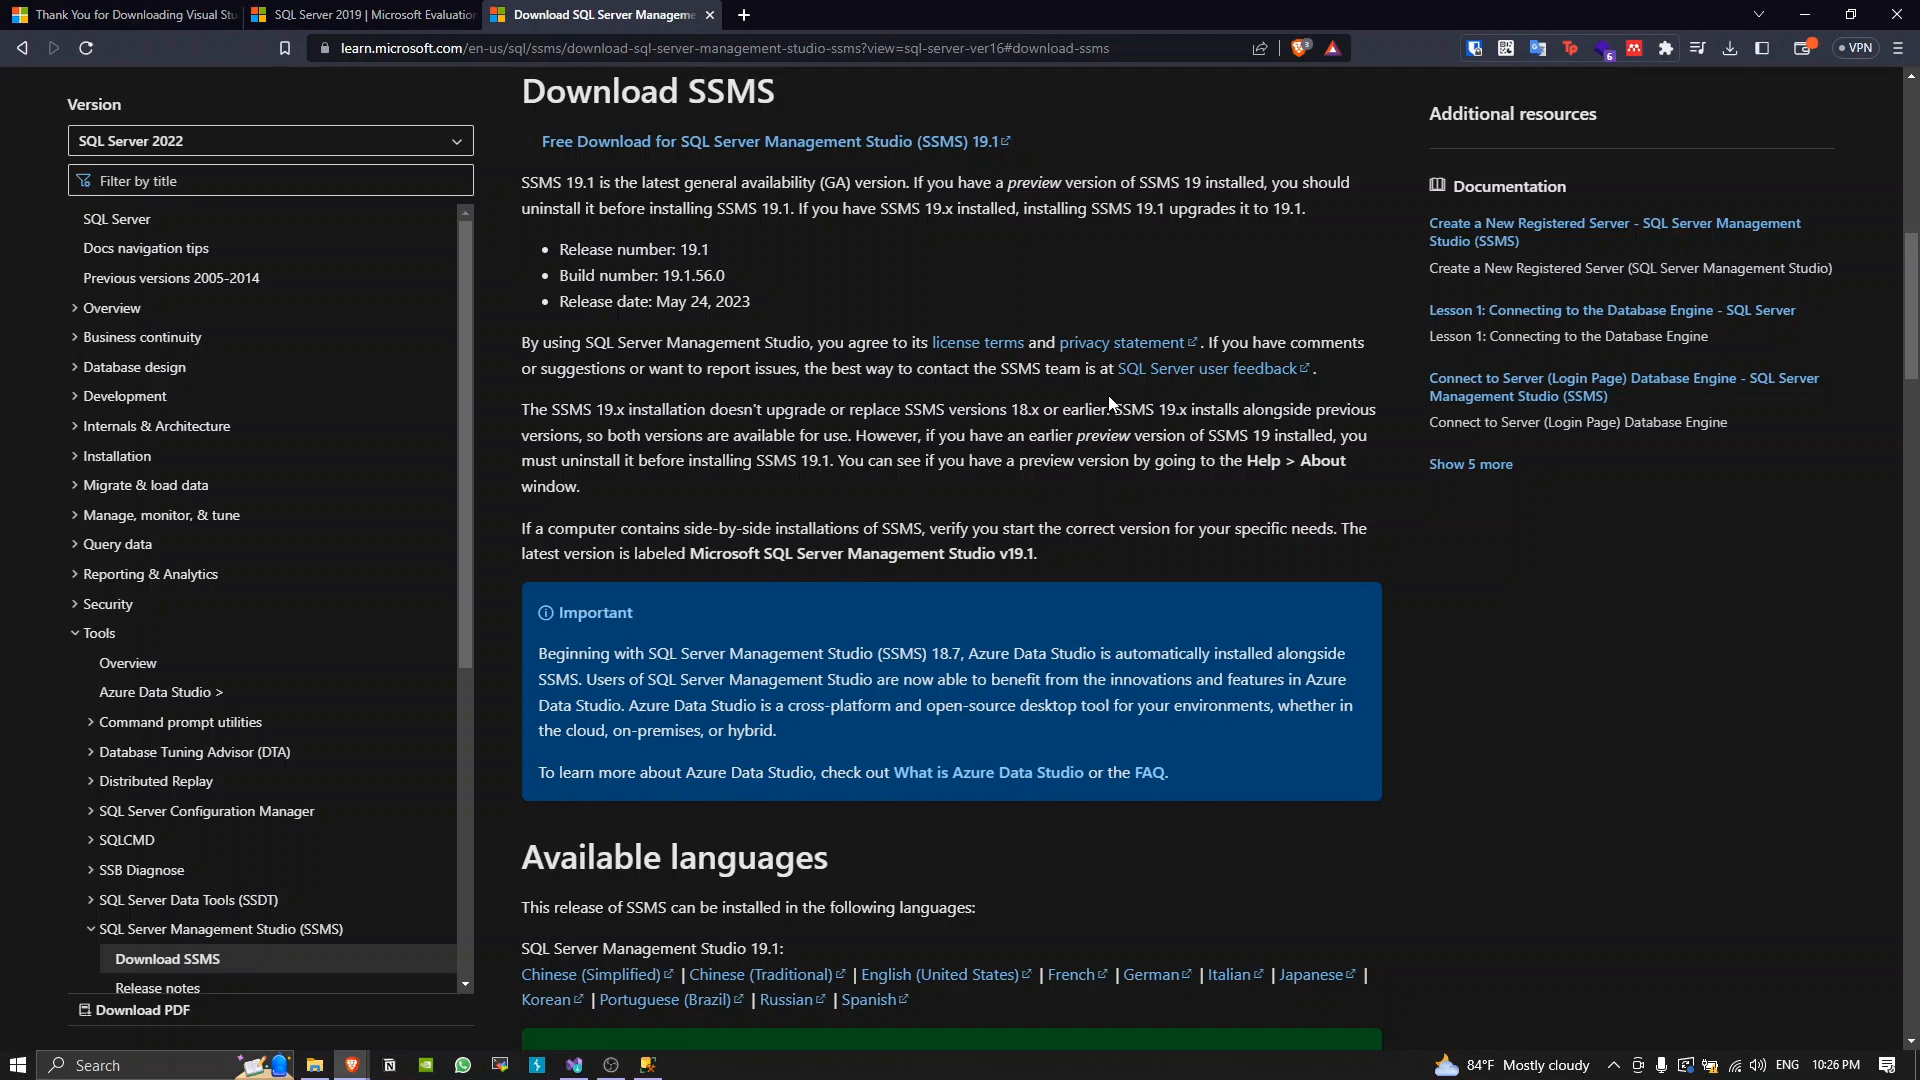 Thank You for Downloading Visual Stu
SQL Server 2019 | Microsoft Evaluation
Download SQL Server Manageme
learn.microsoft.com/en-us/sql/ssms/download-sql-server-management-studio-ssms?view=sql-server-ver16#download-ssms
3
Tp
6
VPN
Version
SQL Server 2022
Filter by title
SQL Server
Docs navigation tips
Previous versions 2005-2014
Overview
Business continuity
Database design
Development
Internals & Architecture
Installation
Migrate & load data
Manage, monitor, & tune
Query data
Reporting & Analytics
Security
Tools
Overview
Azure Data Studio >
Command prompt utilities
Database Tuning Advisor (DTA)
Distributed Replay
SQL Server Configuration Manager
SQLCMD
SSB Diagnose
SQL Server Data Tools (SSDT)
SQL Server Management Studio (SSMS)
Download SSMS
Release notes
Download PDF
Download SSMS
Free Download for SQL Server Management Studio (SSMS) 19.1
SSMS 19.1 is the latest general availability (GA) version. If you have a preview version of SSMS 19 installed, you should
uninstall it before installing SSMS 19.1. If you have SSMS 19.x installed, installing SSMS 19.1 upgrades it to 19.1.
• Release number: 19.1
• Build number: 19.1.56.0
• Release date: May 24, 2023
By using SQL Server Management Studio, you agree to its license terms and privacy statement. If you have comments
or suggestions or want to report issues, the best way to contact the SSMS team is at SQL Server user feedback.
The SSMS 19.x installation doesn't upgrade or replace SSMS versions 18.x or earlier. SSMS 19.x installs alongside previous
versions, so both versions are available for use. However, if you have an earlier preview version of SSMS 19 installed, you
must uninstall it before installing SSMS 19.1. You can see if you have a preview version by going to the Help > About
window.
If a computer contains side-by-side installations of SSMS, verify you start the correct version for your specific needs. The
latest version is labeled Microsoft SQL Server Management Studio v19.1.
Important
Beginning with SQL Server Management Studio (SSMS) 18.7, Azure Data Studio is automatically installed alongside
SSMS. Users of SQL Server Management Studio are now able to benefit from the innovations and features in Azure
Data Studio. Azure Data Studio is a cross-platform and open-source desktop tool for your environments, whether in
the cloud, on-premises, or hybrid.
To learn more about Azure Data Studio, check out What is Azure Data Studio or the FAQ.
Available languages
This release of SSMS can be installed in the following languages:
SQL Server Management Studio 19.1:
Chinese (Simplified) | Chinese (Traditional) | English (United States) | French | German | Italian | Japanese |
Korean | Portuguese (Brazil) | Russian | Spanish
Additional resources
Documentation
Create a New Registered Server - SQL Server Management
Studio (SSMS)
Create a New Registered Server (SQL Server Management Studio)
Lesson 1: Connecting to the Database Engine - SQL Server
Lesson 1: Connecting to the Database Engine
Connect to Server (Login Page) Database Engine - SQL Server
Management Studio (SSMS)
Connect to Server (Login Page) Database Engine
Show 5 more
Search
84°F Mostly cloudy
ENG
10:26 PM